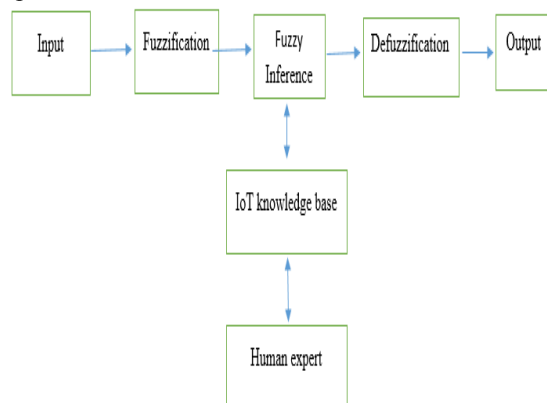 Input
Fuzzification
Fuzzy
Inference
Defuzzification
Output
IoT knowledge base
Human expert